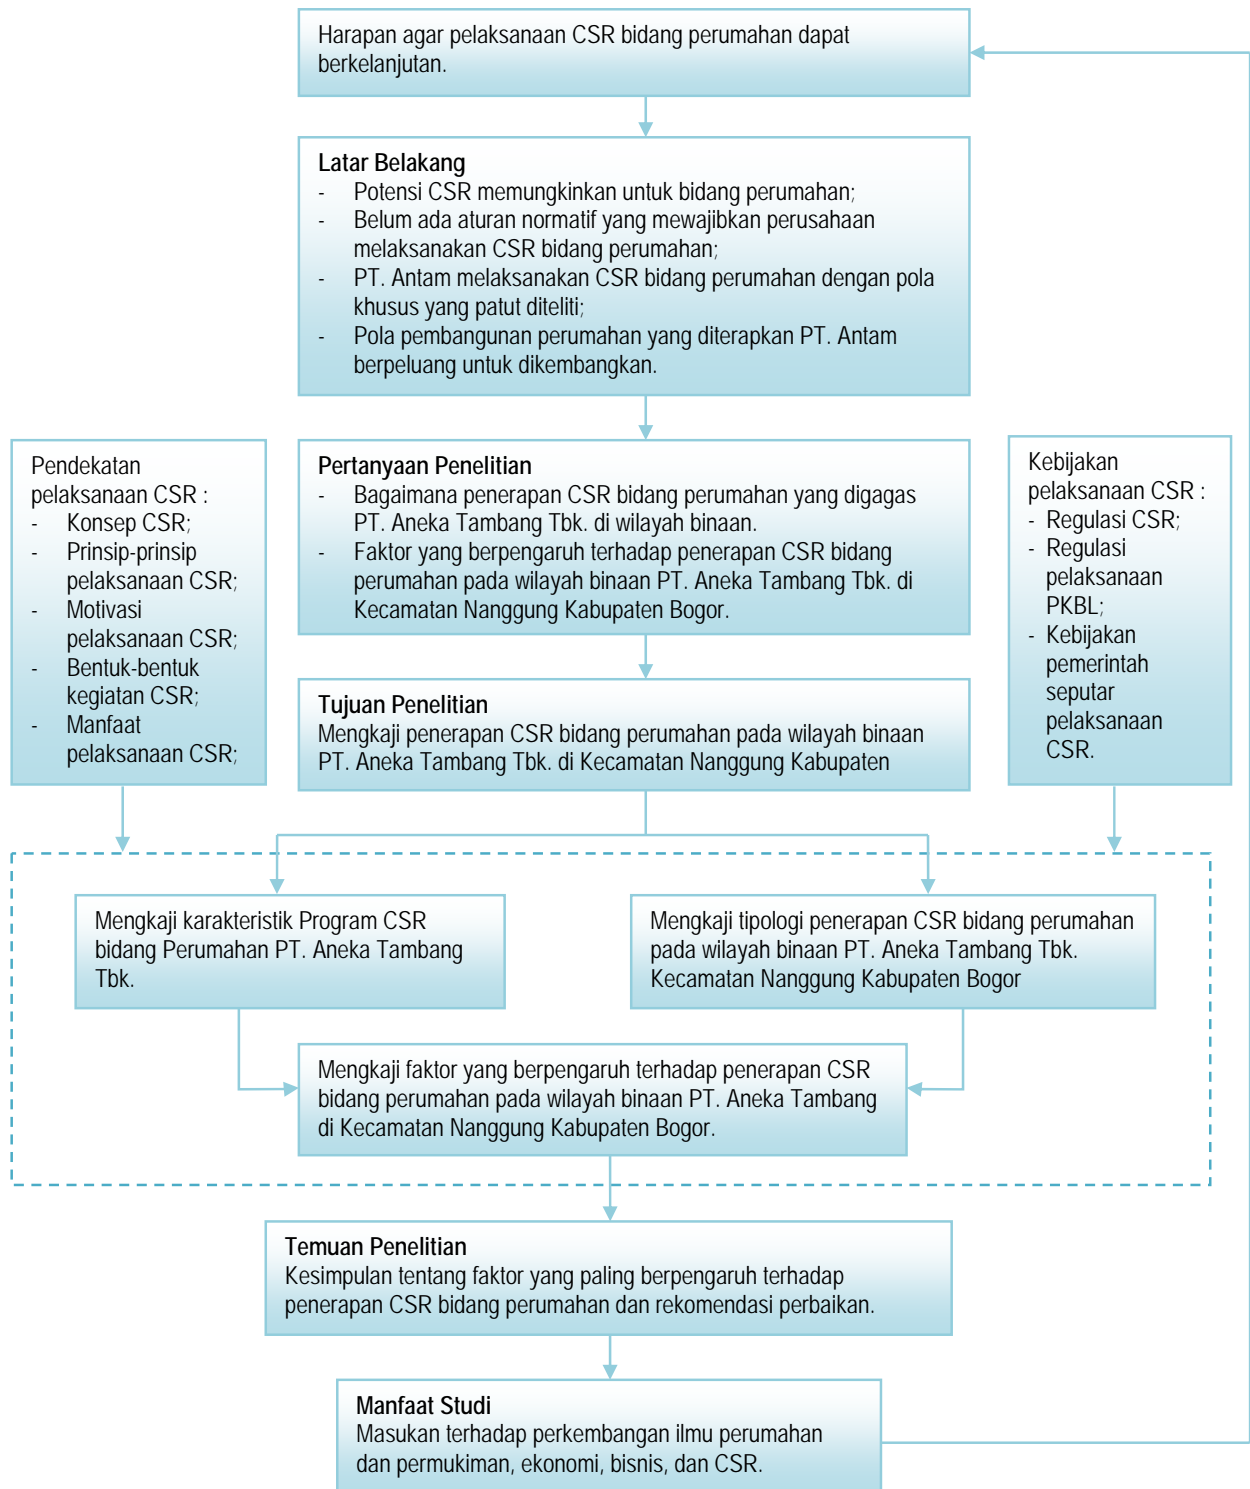 Harapan agar pelaksanaan CSR bidang perumahan dapat
berkelanjutan.
Latar Belakang
- Potensi CSR memungkinkan untuk bidang perumahan;
- Belum ada aturan normatif yang mewajibkan perusahaan
melaksanakan CSR bidang perumahan;
- PT. Antam melaksanakan CSR bidang perumahan dengan pola
khusus yang patut diteliti;
- Pola pembangunan perumahan yang diterapkan PT. Antam
berpeluang untuk dikembangkan.
Pendekatan
pelaksanaan CSR :
- Konsep CSR;
- Prinsip-prinsip
pelaksanaan CSR;
- Motivasi
pelaksanaan CSR;
- Bentuk-bentuk
kegiatan CSR;
- Manfaat
pelaksanaan CSR;
Pertanyaan Penelitian
- Bagaimana penerapan CSR bidang perumahan yang digagas
PT. Aneka Tambang Tbk. di wilayah binaan.
- Faktor yang berpengaruh terhadap penerapan CSR bidang
perumahan pada wilayah binaan PT. Aneka Tambang Tbk. di
Kecamatan Nanggung Kabupaten Bogor.
Kebijakan
pelaksanaan CSR :
- Regulasi CSR;
- Regulasi
pelaksanaan
PKBL;
- Kebijakan
pemerintah
seputar
pelaksanaan
CSR.
Tujuan Penelitian
Mengkaji penerapan CSR bidang perumahan pada wilayah binaan
PT. Aneka Tambang Tbk. di Kecamatan Nanggung Kabupaten
Mengkaji karakteristik Program CSR
bidang Perumahan PT. Aneka Tambang
Tbk.
Mengkaji tipologi penerapan CSR bidang perumahan
pada wilayah binaan PT. Aneka Tambang Tbk.
Kecamatan Nanggung Kabupaten Bogor
Mengkaji faktor yang berpengaruh terhadap penerapan CSR
bidang perumahan pada wilayah binaan PT. Aneka Tambang
di Kecamatan Nanggung Kabupaten Bogor.
Temuan Penelitian
Kesimpulan tentang faktor yang paling berpengaruh terhadap
penerapan CSR bidang perumahan dan rekomendasi perbaikan.
Manfaat Studi
Masukan terhadap perkembangan ilmu perumahan
dan permukiman, ekonomi, bisnis, dan CSR.